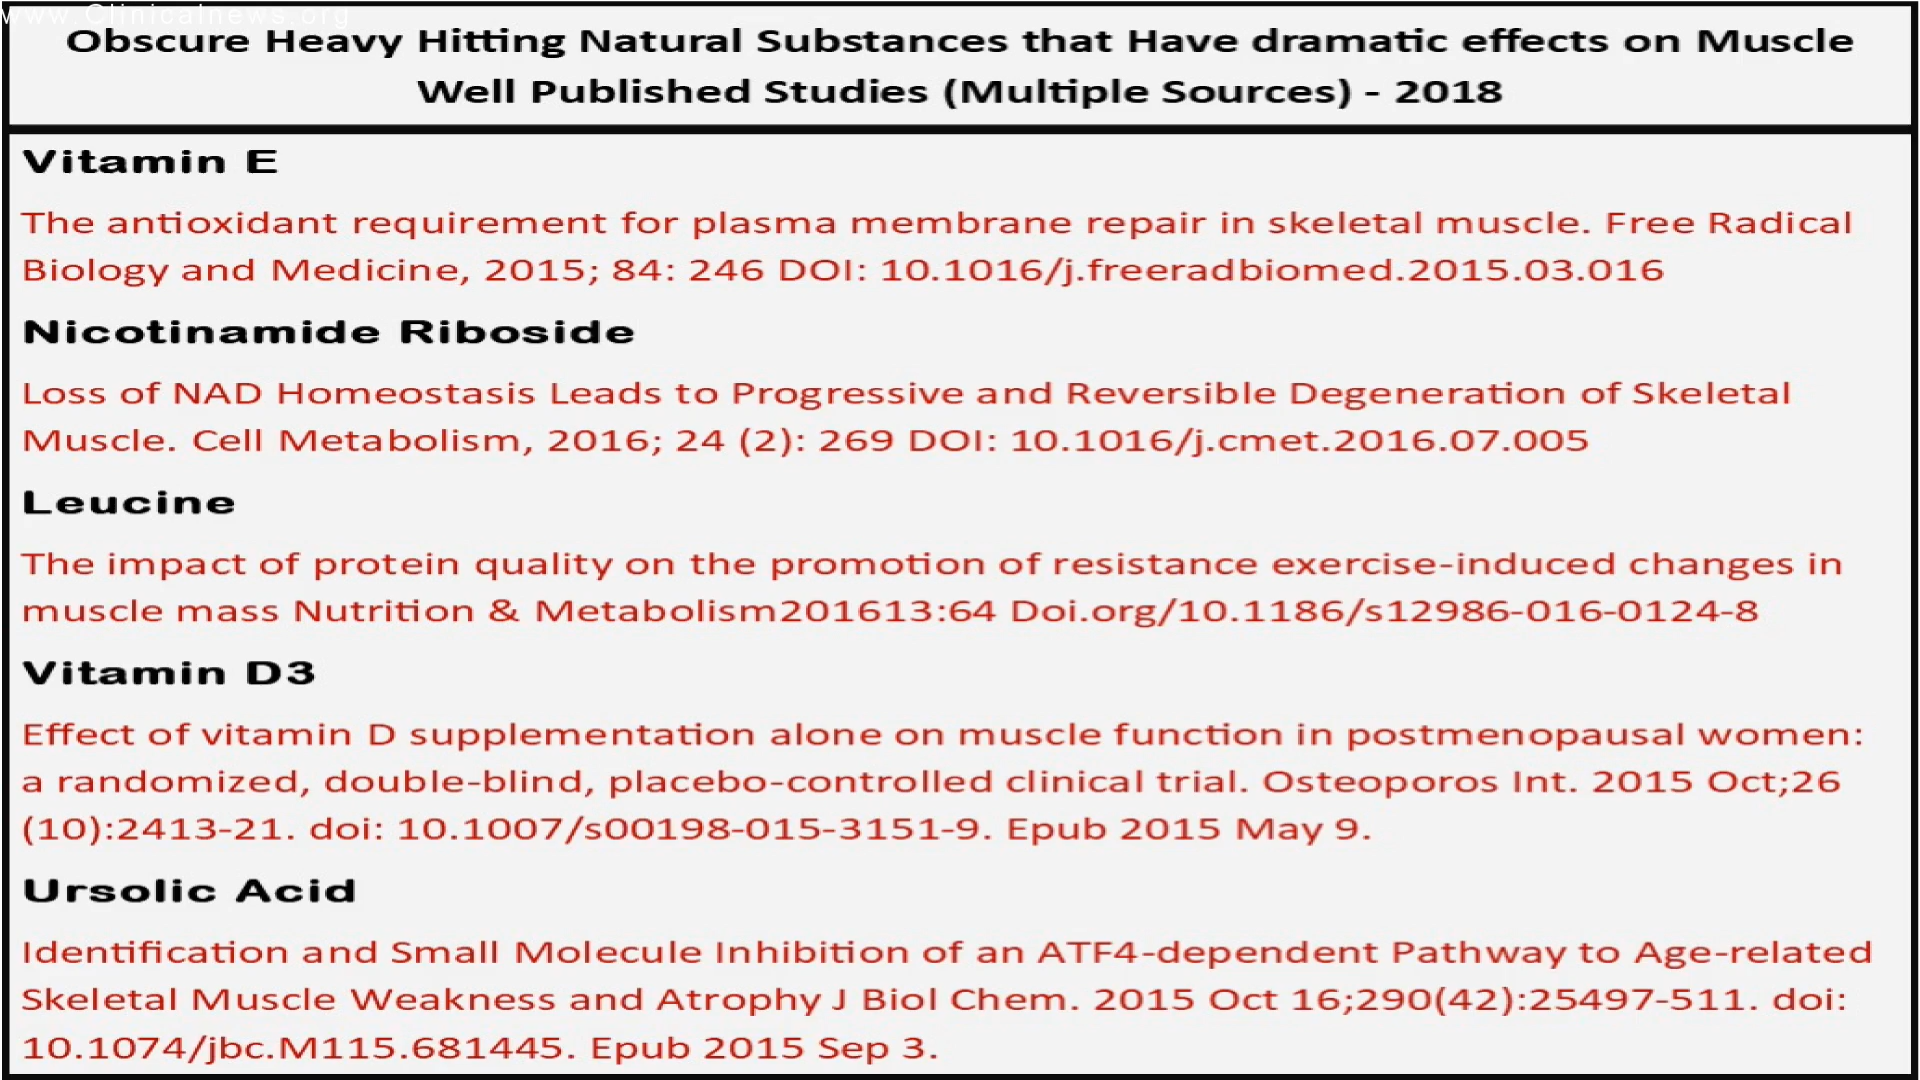 www.Clinicalnews.org
Obscure Heavy Hitting Natural Substances that Have dramatic effects on Muscle
Well Published Studies (Multiple Sources) - 2018
Vitamin E
The antioxidant requirement for plasma membrane repair in skeletal muscle. Free Radical
Biology and Medicine, 2015; 84: 246 DOI: 10.1016/j.freeradbiomed.2015.03.016
Nicotinamide Riboside
Loss of NAD Homeostasis Leads to Progressive and Reversible Degeneration of Skeletal
Muscle. Cell Metabolism, 2016; 24 (2): 269 DOI: 10.1016/j.cmet.2016.07.005
Leucine
The impact of protein quality on the promotion of resistance exercise-induced changes in
muscle mass Nutrition & Metabolism201613:64 Doi.org/10.1186/s12986-016-0124-8
Vitamin D3
Effect of vitamin D supplementation alone on muscle function in postmenopausal women:
a randomized, double-blind, placebo-controlled clinical trial. Osteoporos Int. 2015 Oct;26
(10):2413-21. doi: 10.1007/s00198-015-3151-9. Epub 2015 May 9.
Ursolic Acid
Identification and Small Molecule Inhibition of an ATF4-dependent Pathway to Age-related
Skeletal Muscle Weakness and Atrophy J Biol Chem. 2015 Oct 16;290(42):25497-511. doi:
10.1074/jbc.M115.681445. Epub 2015 Sep 3.